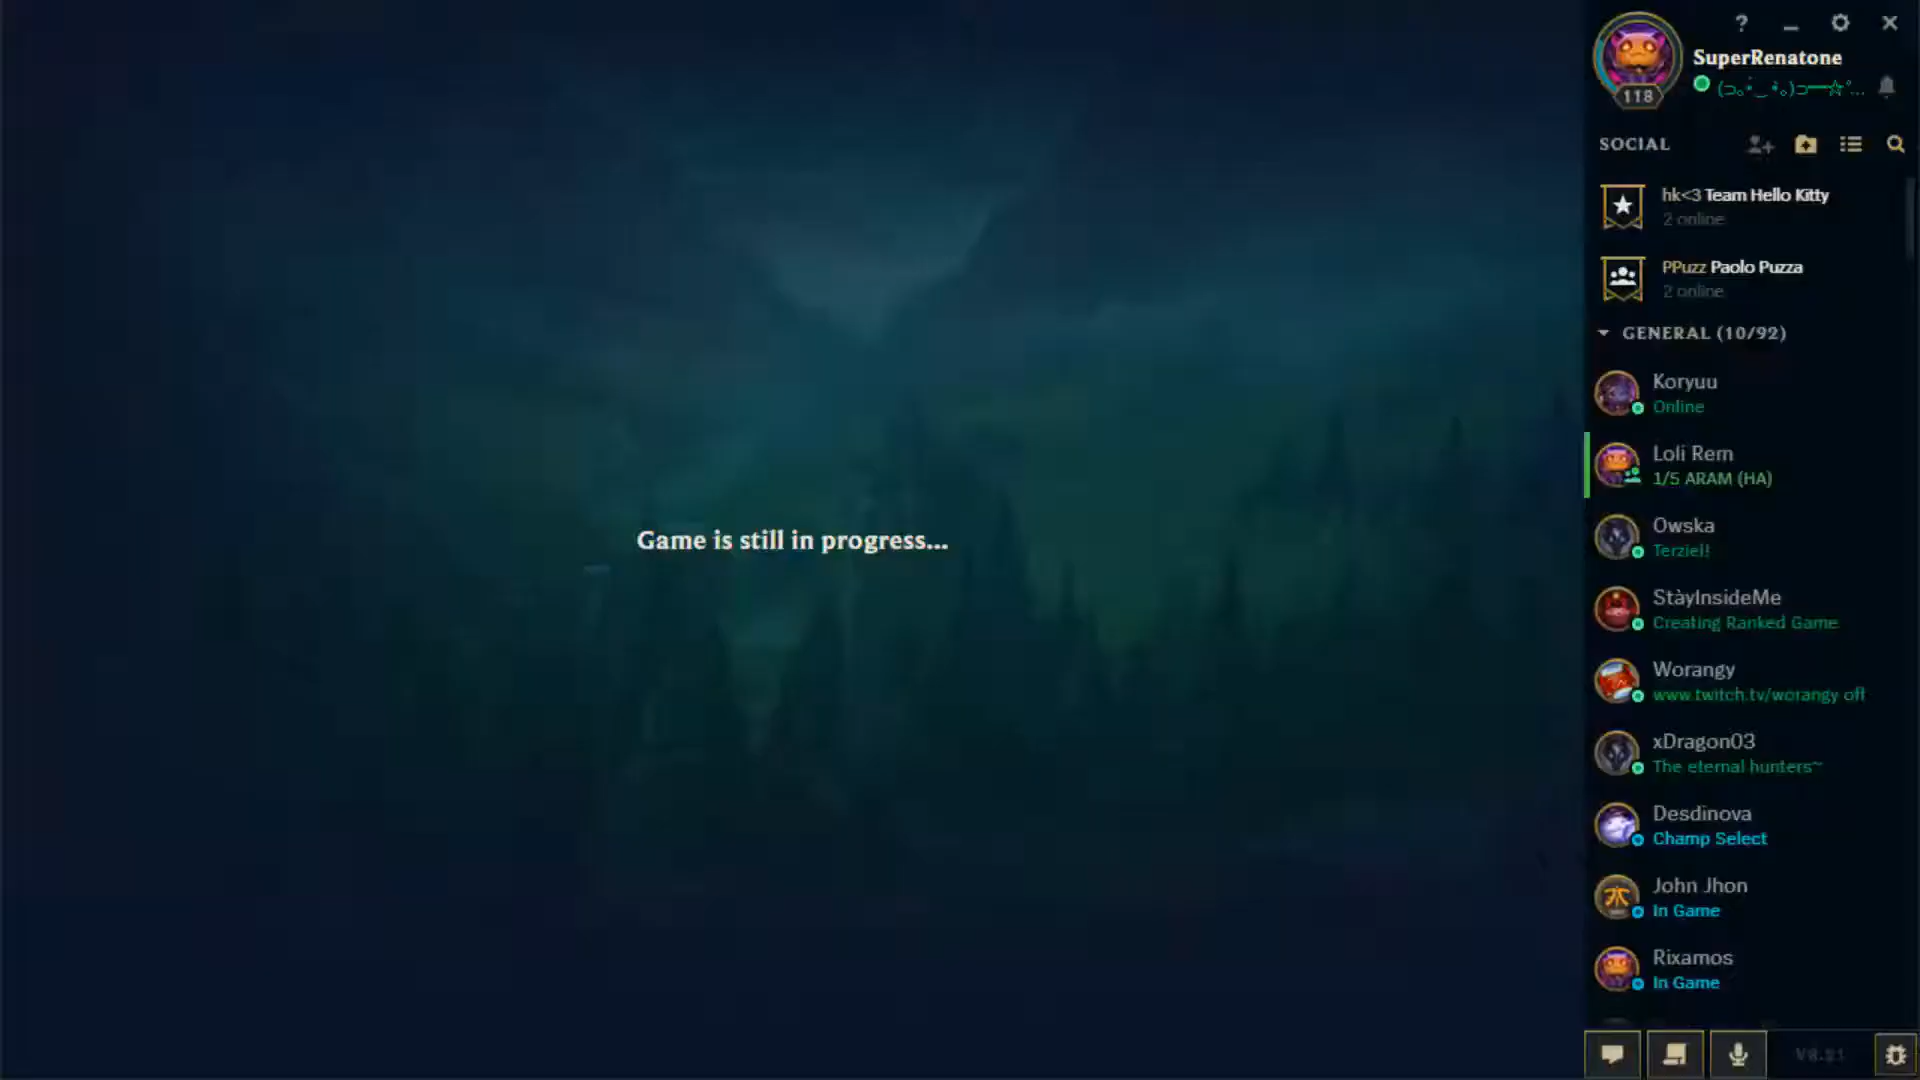 ?
SuperRenatone
118
SOCIAL
hk<3 Team Hello Kitty
2 online
PPuzz Paolo Puzza
2 online
GENERAL (10/92)
Koryuu
Online
Loli Rem
1/5 ARAM (HA)
Game is still in progress...
Owska
Terziel!
StàyInsideMe
Creating Ranked Game
Worangy
www.twitch.tv/worangy off
xDragon03
The eternal hunters~
Desdinova
Champ Select
John Jhon
In Game
Rixamos
In Game
V8.21